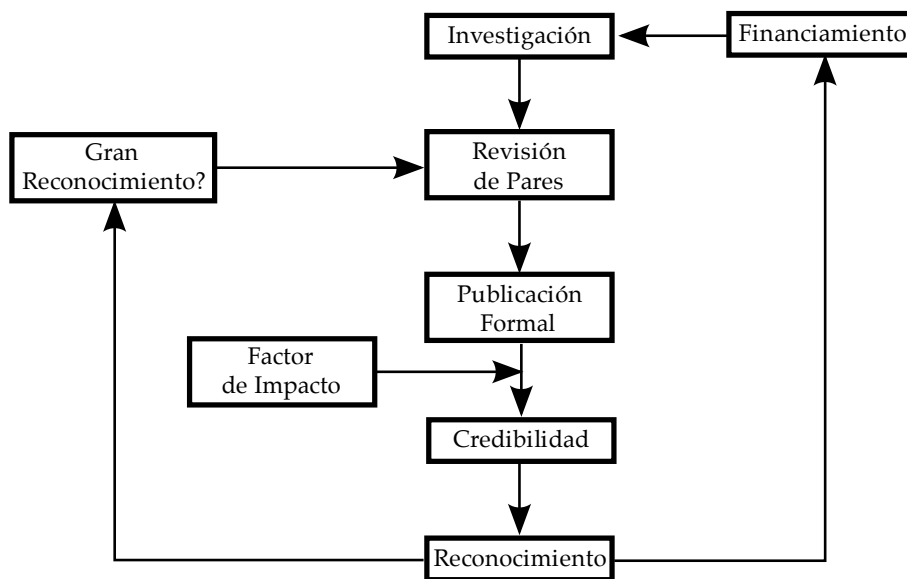 Investigación
Financiamiento
Gran
Reconocimiento?
Revisión
de Pares
Publicación
Formal
Factor
de Impacto
Credibilidad
Reconocimiento